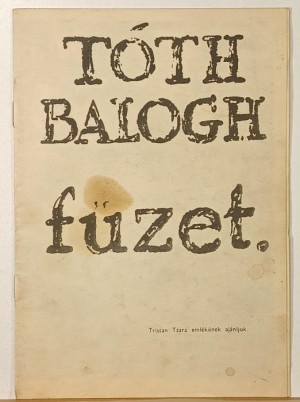 TÓTH
BALOGH
füzet.
Tristan Tzara emlékének ajánljuk.